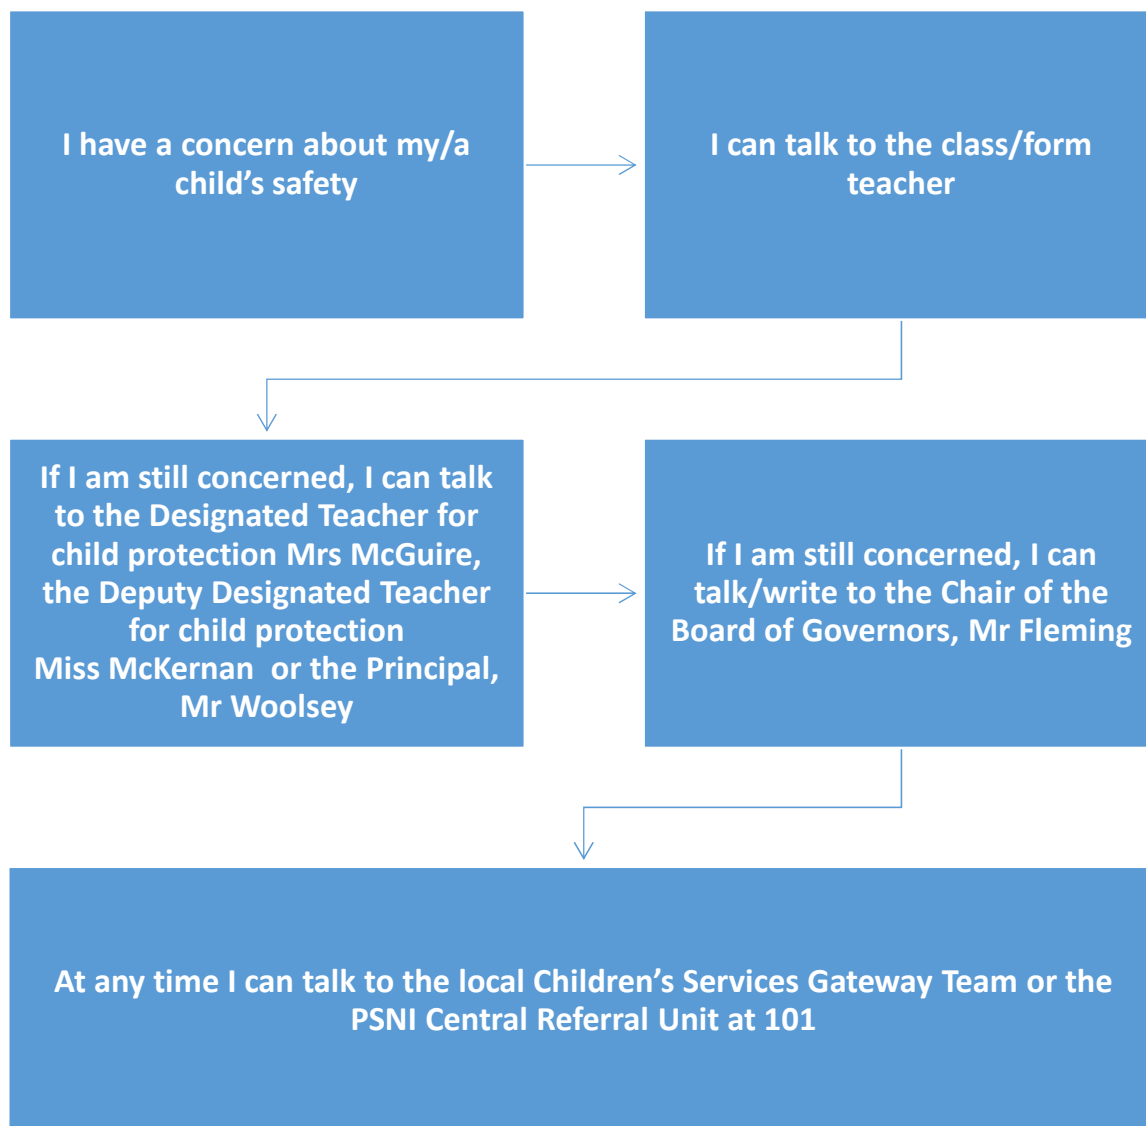 I have a concern about my/a
child’s safety
I can talk to the class/form
teacher
If I am still concerned, I can talk
to the Designated Teacher for
child protection Mrs McGuire,
the Deputy Designated Teacher
for child protection
Miss McKernan  or the Principal,
Mr Woolsey
If I am still concerned, I can
talk/write to the Chair of the
Board of Governors, Mr Fleming
At any time I can talk to the local Children’s Services Gateway Team or the
PSNI Central Referral Unit at 101